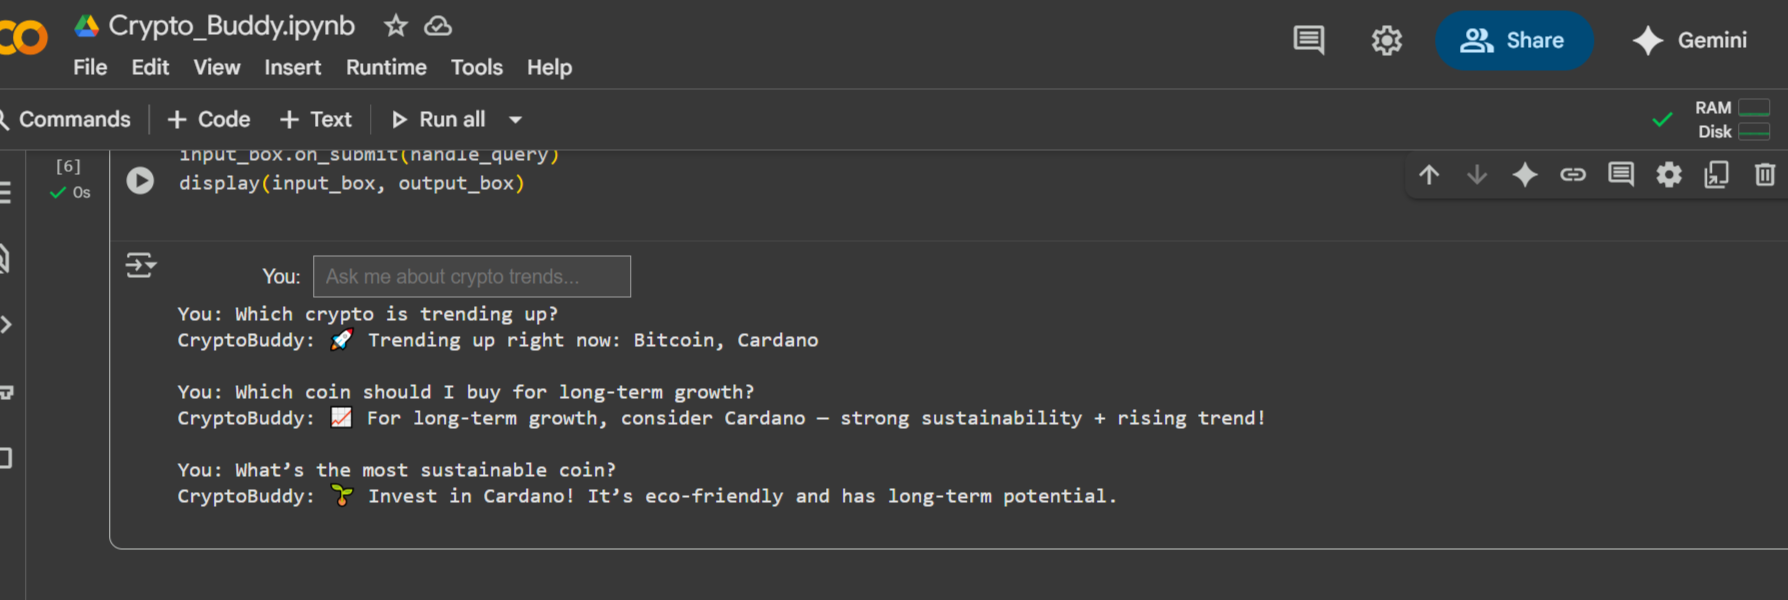 Crypto_Buddy.ipynb
File Edit View Insert Runtime Tools Help
Share
Gemini
Commands + Code + Text Run all
RAM
Disk
[6]
0s
input_box.on_submit(handle_query)
display(input_box, output_box)
You: Ask me about crypto trends...
You: Which crypto is trending up?
CryptoBuddy: 🚀 Trending up right now: Bitcoin, Cardano
You: Which coin should I buy for long-term growth?
CryptoBuddy: 📈 For long-term growth, consider Cardano — strong sustainability + rising trend!
You: What’s the most sustainable coin?
CryptoBuddy: 🌱 Invest in Cardano! It’s eco-friendly and has long-term potential.